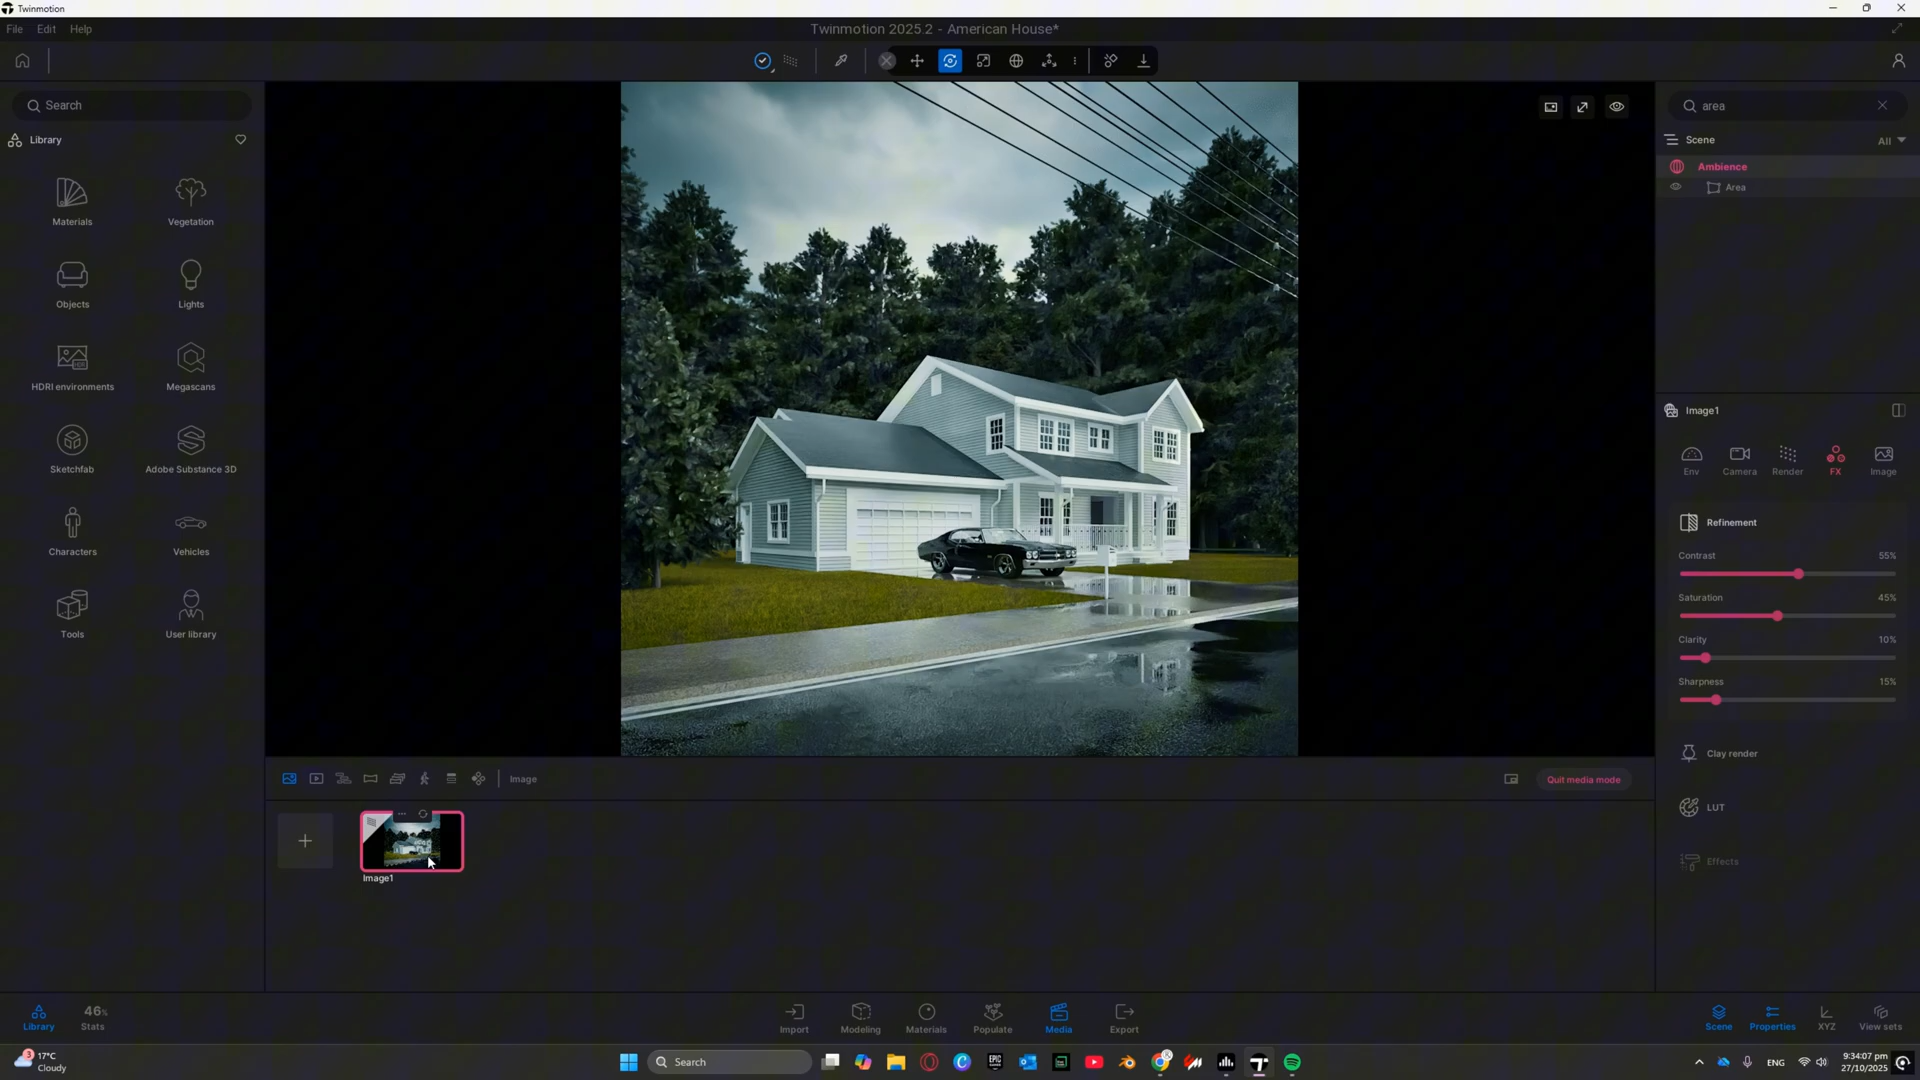 Twinmotion
File Edit Help
Twinmotion 2025.2 - American House*
Search
Library
Materials
Vegetation
Objects
Lights
HDRI environments
Megascans
Sketchfab
Adobe Substance 3D
Characters
Vehicles
Tools
User library
area
Scene
All
Ambience
Area
Image1
Env
Camera
Render
FX
Image
Refinement
Contrast 55%
Saturation 45%
Clarity 10%
Sharpness 15%
Clay render
LUT
Effects
Image
Quit media mode
Image1
Library
46%
Stats
Import
Modeling
Materials
Populate
Media
Export
Scene
Properties
XYZ
View sets
3
17°C
Cloudy
Search
ENG
9:34:07 pm
27/10/2025